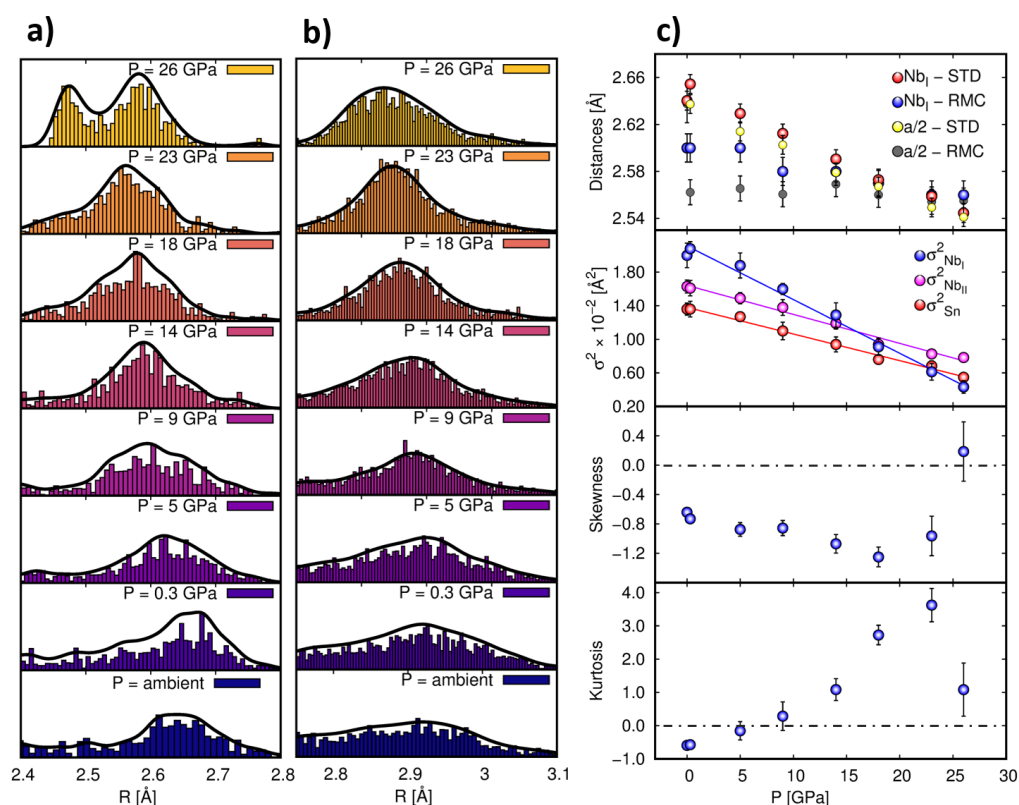 a)
P = 26 GPa
P = 23 GPa
P = 18 GPa
P = 14 GPa
P = 9 GPa
P = 5 GPa
P = 0.3 GPa
P = ambient
2.4 2.5 2.6 2.7 2.8
R [Å]
b)
P = 26 GPa
P = 23 GPa
P = 18 GPa
P = 14 GPa
P = 9 GPa
P = 5 GPa
P = 0.3 GPa
P = ambient
2.8 2.9 3 3.1
R [Å]
c)
Distances [Å]
2.66
2.62
2.58
2.54
Nb_I – STD
Nb_I – RMC
a/2 – STD
a/2 – RMC
σ² × 10⁻² [Å²]
1.80
1.40
1.00
0.60
0.20
σ²_Nb_I
σ²_Nb_II
σ²_Sn
Skewness
0.4
0.0
−0.4
−0.8
−1.2
Kurtosis
4.0
3.0
2.0
1.0
0.0
−1.0
0 5 10 15 20 25 30
P [GPa]